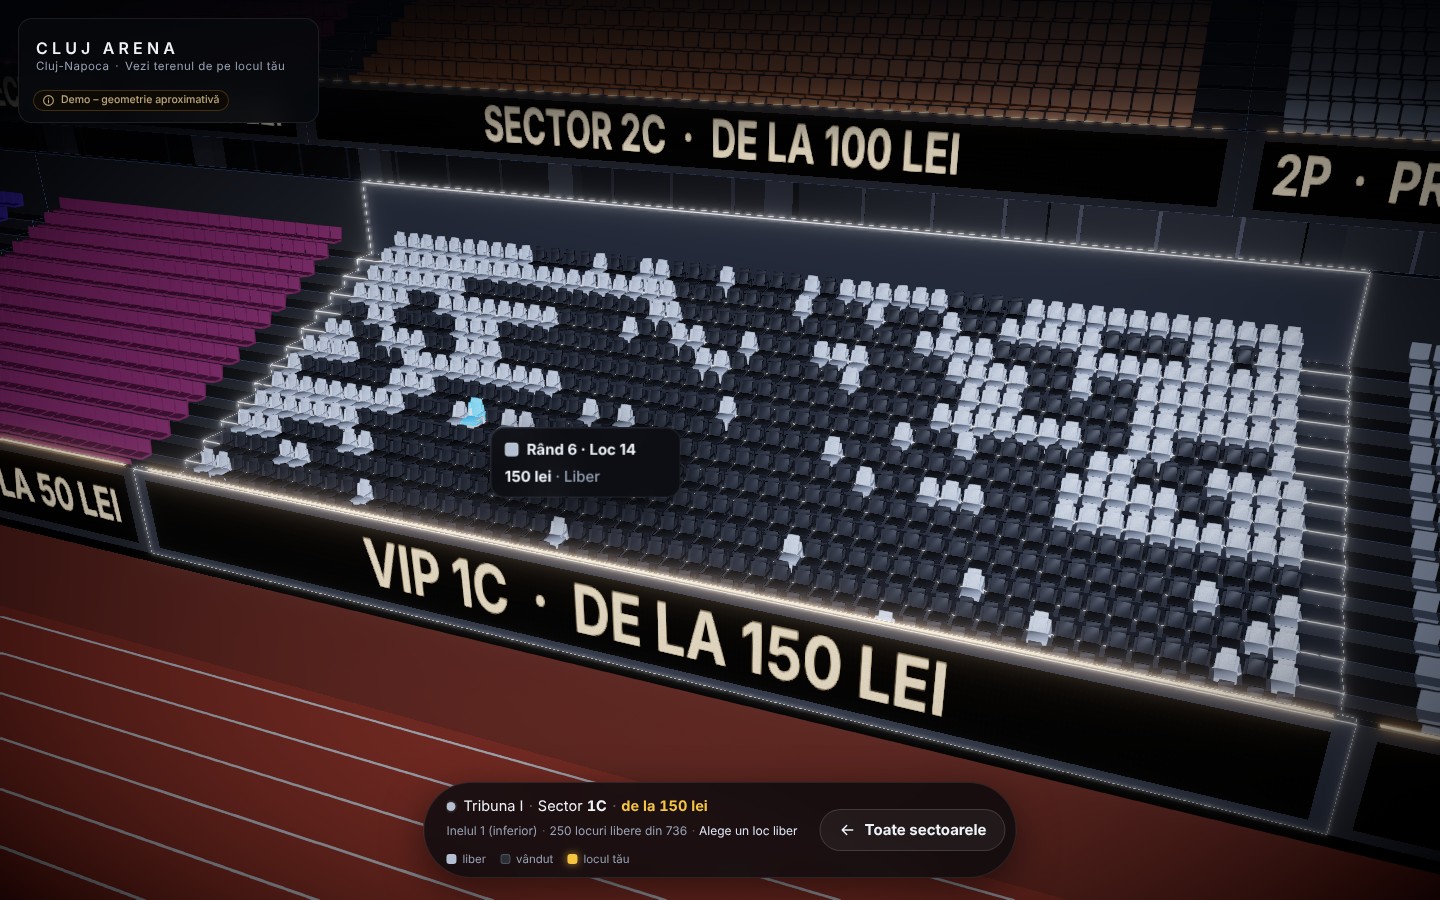 CLUJ ARENA
Cluj-Napoca · Vezi terenul de pe locul tău
Demo – geometrie aproximativă
SECTOR 2C · DE LA 100 LEI
2P · PR
LA 50 LEI
Rând 6 · Loc 14
150 lei · Liber
VIP 1C · DE LA 150 LEI
Tribuna I · Sector 1C · de la 150 lei
Inelul 1 (inferior) · 250 locuri libere din 736 · Alege un loc liber
liber vândut locul tău
← Toate sectoarele